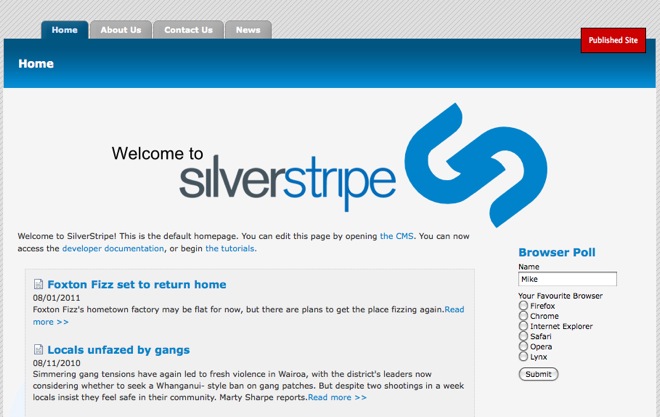 Home
About Us
Contact Us
News
Published Site
Home
Welcome to
silverstripe
Welcome to SilverStripe! This is the default homepage. You can edit this page by opening the CMS. You can now
access the developer documentation, or begin the tutorials.
Foxton Fizz set to return home
08/01/2011
Foxton Fizz's hometown factory may be flat for now, but there are plans to get the place fizzing again.Read
more >>
Locals unfazed by gangs
08/11/2010
Simmering gang tensions have again led to fresh violence in Wairoa, with the district's leaders now
considering whether to seek a Whanganui- style ban on gang patches. But despite two shootings in a week
locals insist they feel safe in their community. Marty Sharpe reports.Read more >>
Browser Poll
Name
Mike
Your Favourite Browser
Firefox
Chrome
Internet Explorer
Safari
Opera
Lynx
Submit